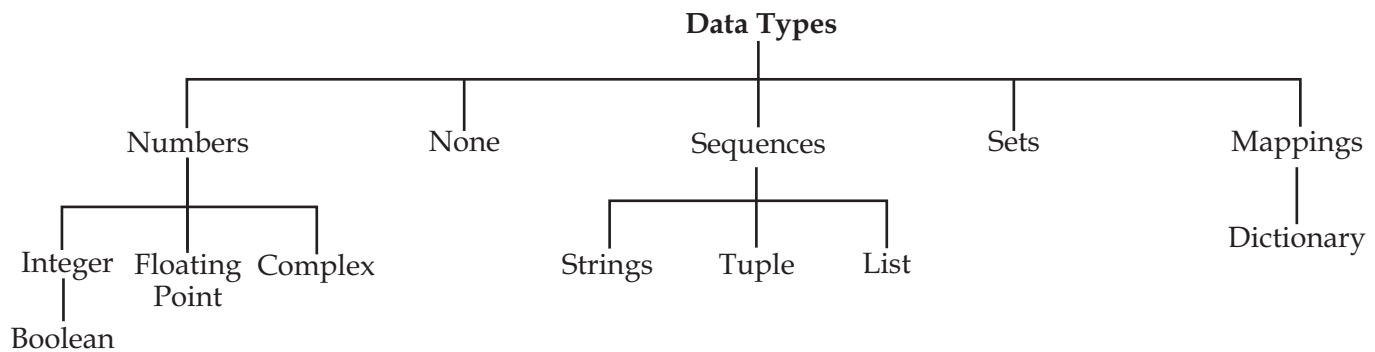 Data Types
Numbers
None
Sequences
Sets
Mappings
Integer
Floating
Point
Complex
Boolean
Strings
Tuple
List
Dictionary